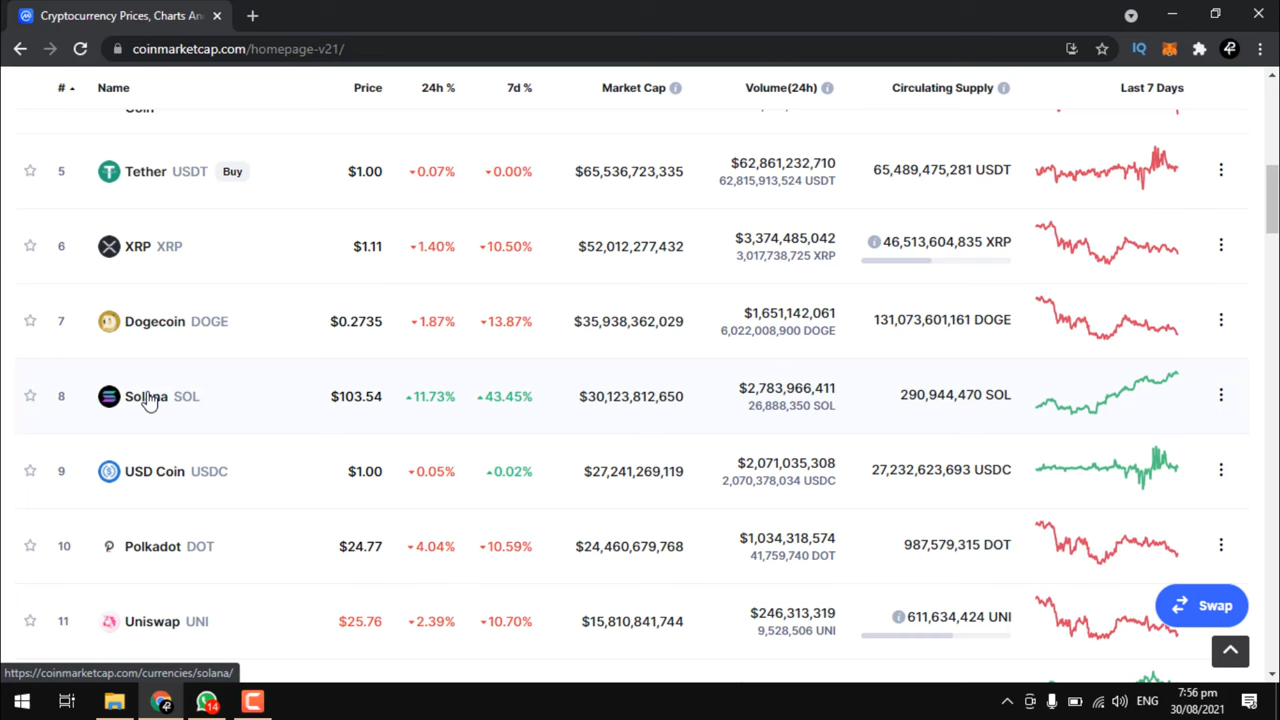 Cryptocurrency Prices, Charts An
coinmarketcap.com/homepage-v21/
IQ
# Name Price 24h % 7d % Market Cap Volume(24h) Circulating Supply Last 7 Days
Coin
5 Tether USDT Buy $1.00 0.07% 0.00% $65,536,723,335 $62,861,232,710 65,489,475,281 USDT
62,815,913,524 USDT
6 XRP XRP $1.11 1.40% 10.50% $52,012,277,432 $3,374,485,042 46,513,604,835 XRP
3,017,738,725 XRP
7 Dogecoin DOGE $0.2735 1.87% 13.87% $35,938,362,029 $1,651,142,061 131,073,601,161 DOGE
6,022,008,900 DOGE
8 Solana SOL $103.54 11.73% 43.45% $30,123,812,650 $2,783,966,411 290,944,470 SOL
26,888,350 SOL
9 USD Coin USDC $1.00 0.05% 0.02% $27,241,269,119 $2,071,035,308 27,232,623,693 USDC
2,070,378,034 USDC
10 Polkadot DOT $24.77 4.04% 10.59% $24,460,679,768 $1,034,318,574 987,579,315 DOT
41,759,740 DOT
11 Uniswap UNI $25.76 2.39% 10.70% $15,810,841,744 $246,313,319 611,634,424 UNI
9,528,506 UNI
Swap
https://coinmarketcap.com/currencies/solana/
14
ENG
7:56 pm
30/08/2021